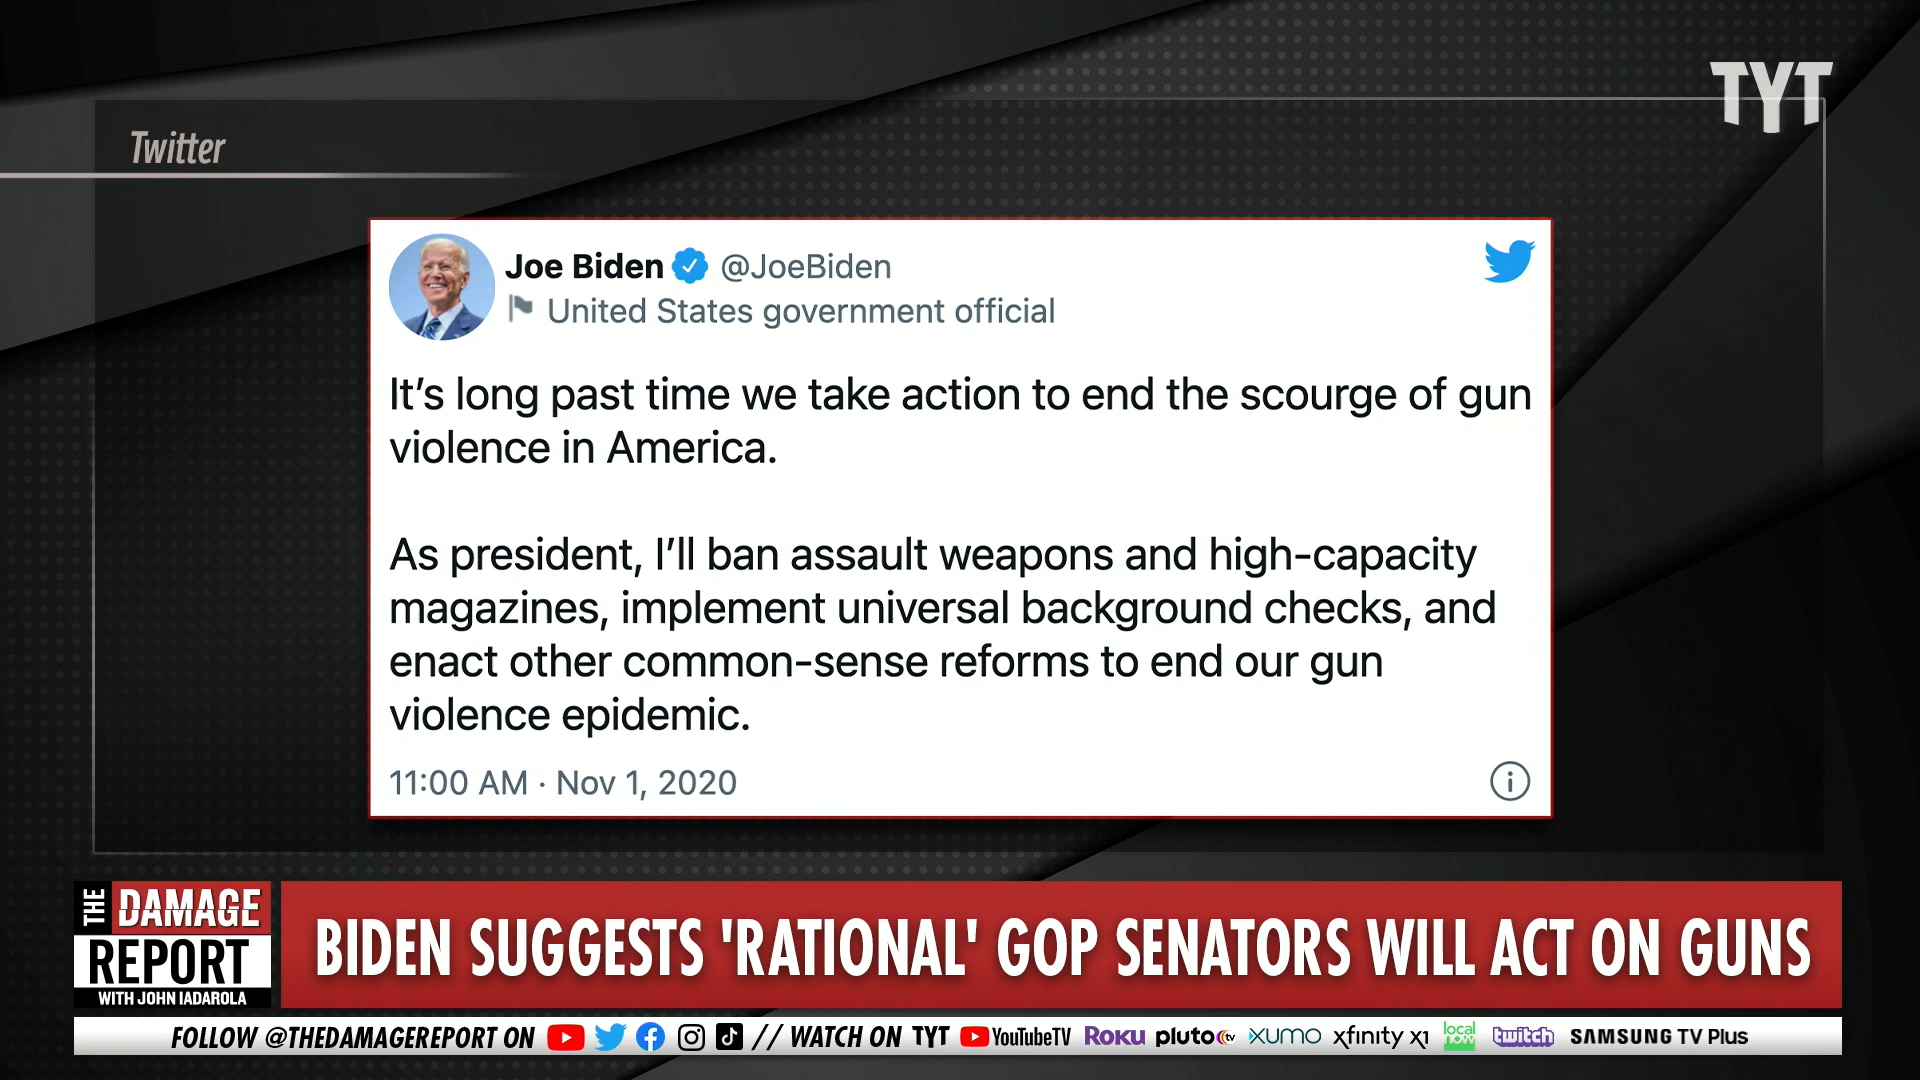 TYT
Twitter
Joe Biden @JoeBiden
United States government official
It's long past time we take action to end the scourge of gun
violence in America.
As president, I'll ban assault weapons and high-capacity
magazines, implement universal background checks, and
enact other common-sense reforms to end our gun
violence epidemic.
11:00 AM · Nov 1, 2020
THE DAMAGE
REPORT
WITH JOHN IADAROLA
BIDEN SUGGESTS 'RATIONAL' GOP SENATORS WILL ACT ON GUNS
FOLLOW @THEDAMAGEREPORT ON // WATCH ON TYT YouTubeTV ROKU pluto tv XUMO xfinity X1 local now twitch SAMSUNG TV Plus